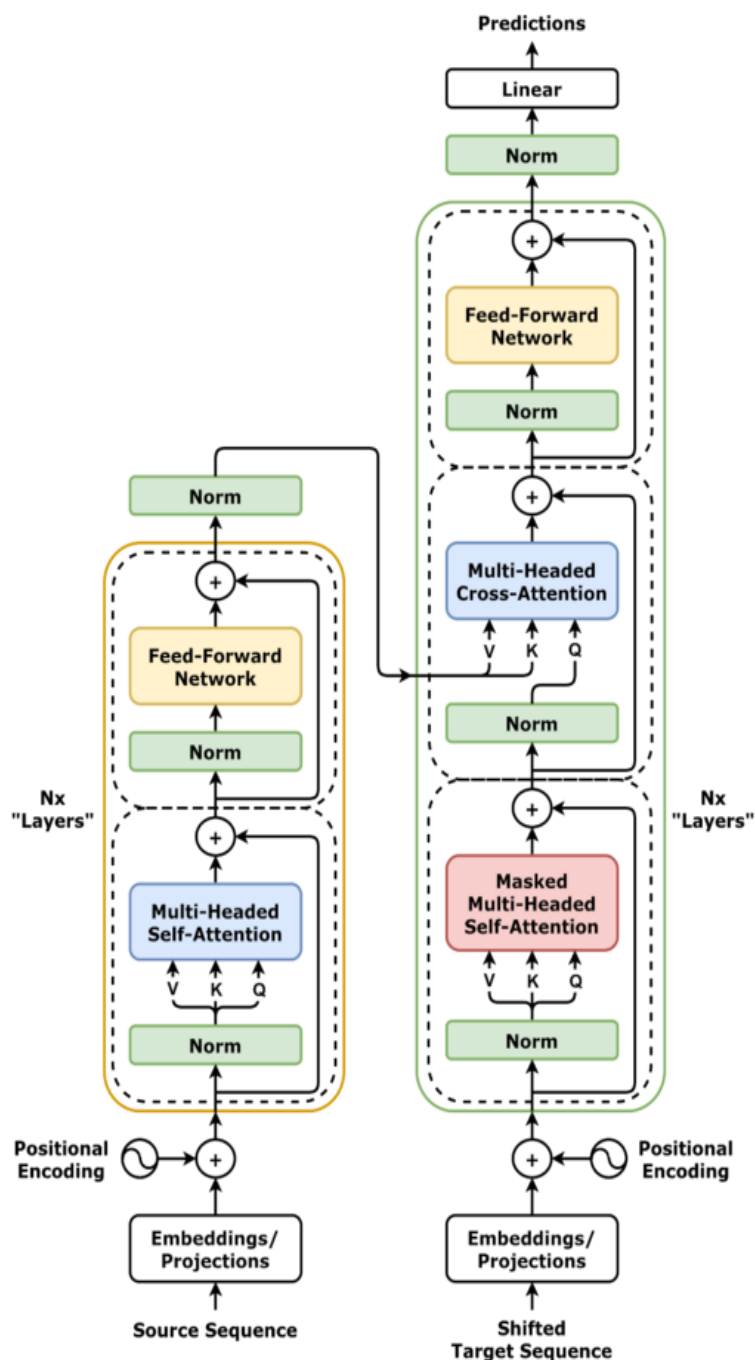 Predictions
Linear
Norm
+
Feed-Forward
Network
Norm
+
Multi-Headed
Cross-Attention
V K Q
Norm
+
Masked
Multi-Headed
Self-Attention
V K Q
Norm
Nx
"Layers"
+
Positional
Encoding
Embeddings/
Projections
Shifted
Target Sequence
Norm
+
Feed-Forward
Network
Norm
Nx
"Layers"
+
Multi-Headed
Self-Attention
V K Q
Norm
Positional
Encoding
+
Embeddings/
Projections
Source Sequence